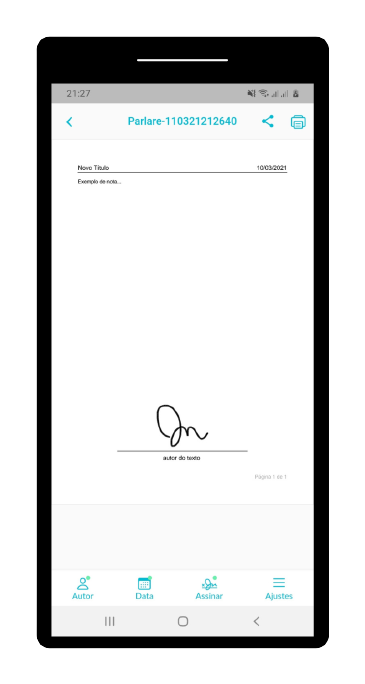 21:27
Parlare-110321212640
Novo Título 10/03/2021
Exemplo de nota...
autor do texto
Página 1 de 1
Autor Data Assinar Ajustes